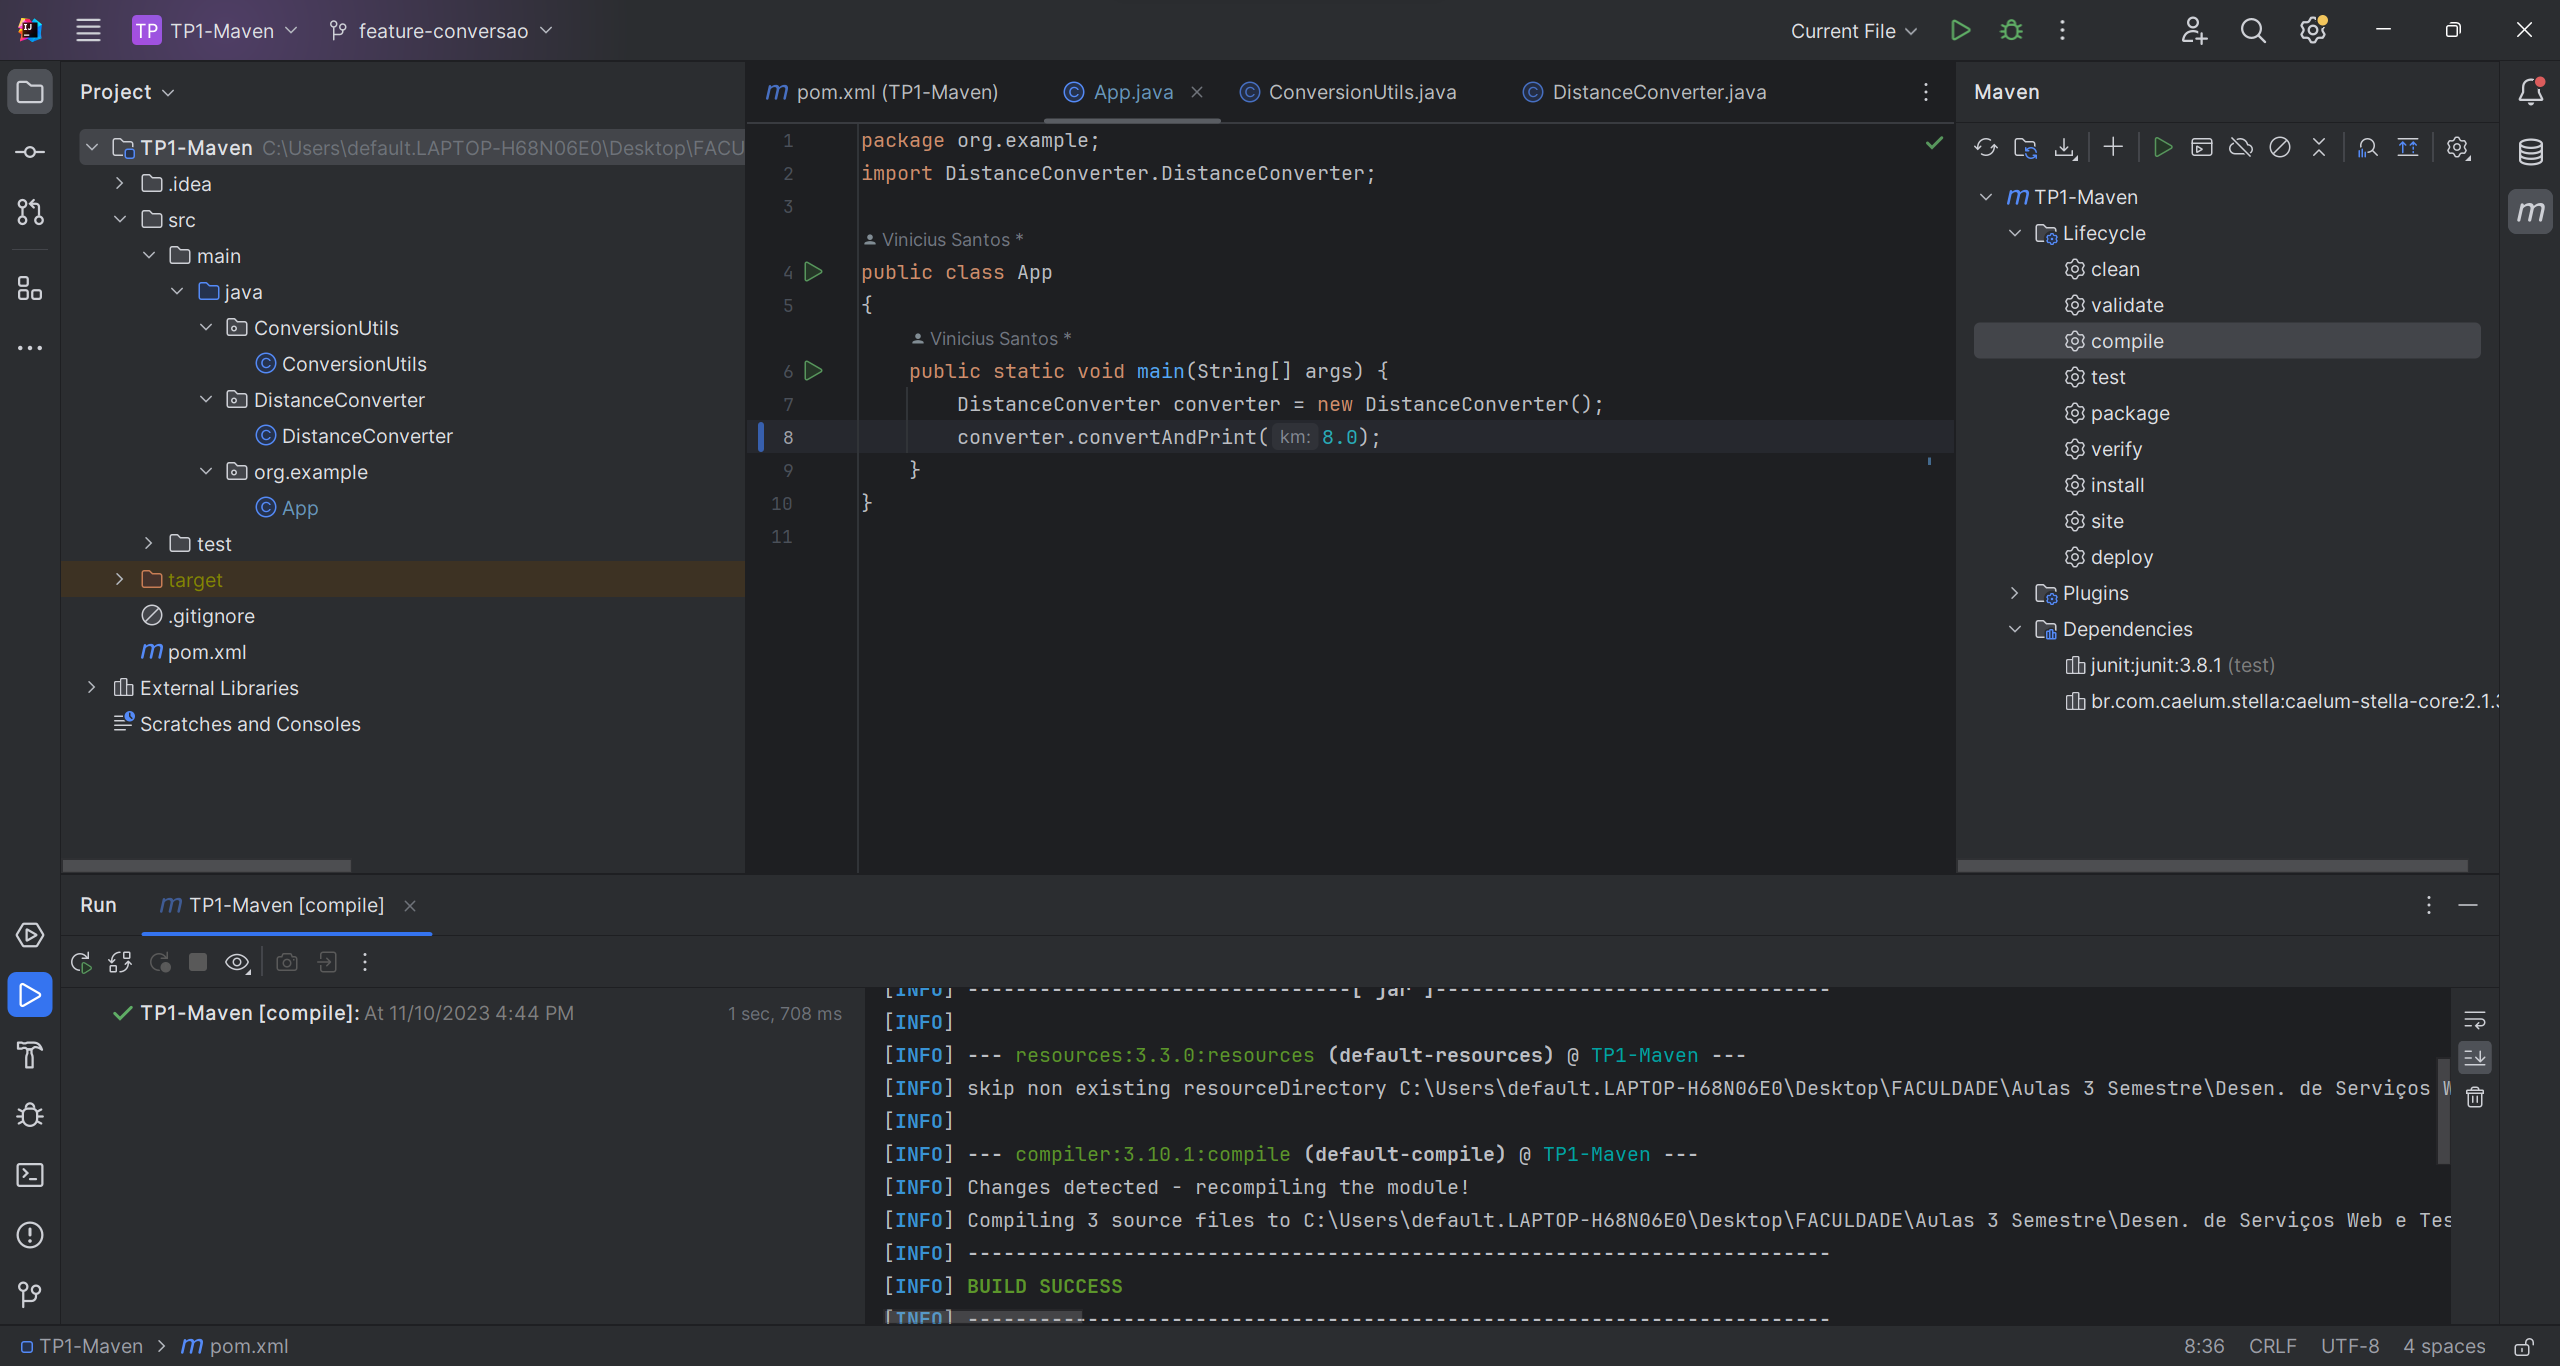 TP TP1-Maven feature-conversao Current File
Project
TP1-Maven C:\Users\default.LAPTOP-H68N06E0\Desktop\FACU
.idea
src
main
java
ConversionUtils
ConversionUtils
DistanceConverter
DistanceConverter
org.example
App
test
target
.gitignore
m pom.xml
External Libraries
Scratches and Consoles
m pom.xml (TP1-Maven) App.java ConversionUtils.java DistanceConverter.java
1 package org.example;
2 import DistanceConverter.DistanceConverter;
3
Vinicius Santos *
4 public class App
5 {
Vinicius Santos *
6 public static void main(String[] args) {
7 DistanceConverter converter = new DistanceConverter();
8 converter.convertAndPrint( km: 8.0);
9 }
10 }
11
Maven
m TP1-Maven
Lifecycle
clean
validate
compile
test
package
verify
install
site
deploy
Plugins
Dependencies
junit:junit:3.8.1 (test)
br.com.caelum.stella:caelum-stella-core:2.1.
m
Run m TP1-Maven [compile]
TP1-Maven [compile]: At 11/10/2023 4:44 PM 1 sec, 708 ms
[INFO] --------------------------------[ jar ]---------------------------------
[INFO]
[INFO] --- resources:3.3.0:resources (default-resources) @ TP1-Maven ---
[INFO] skip non existing resourceDirectory C:\Users\default.LAPTOP-H68N06E0\Desktop\FACULDADE\Aulas 3 Semestre\Desen. de Serviços W
[INFO]
[INFO] --- compiler:3.10.1:compile (default-compile) @ TP1-Maven ---
[INFO] Changes detected - recompiling the module!
[INFO] Compiling 3 source files to C:\Users\default.LAPTOP-H68N06E0\Desktop\FACULDADE\Aulas 3 Semestre\Desen. de Serviços Web e Tes
[INFO] ------------------------------------------------------------------------
[INFO] BUILD SUCCESS
[INFO] ------------------------------------------------------------------------
TP1-Maven > m pom.xml 8:36 CRLF UTF-8 4 spaces